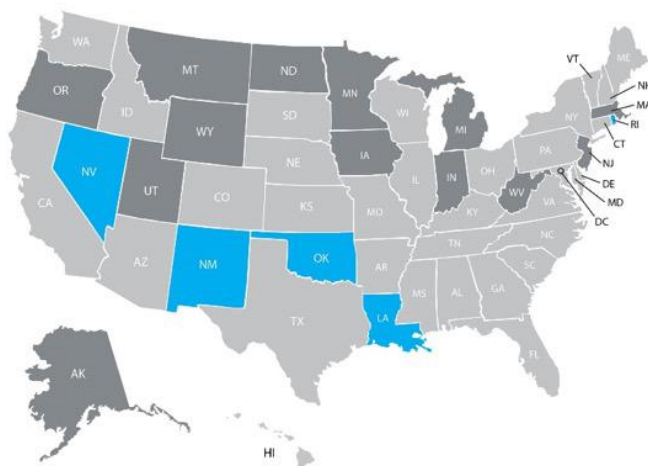 WA
MT
ND
MN
VT
ME
NH
OR
ID
SD
WI
NY
MA
RI
WY
MI
CT
NV
UT
NE
IA
PA
NJ
CA
CO
KS
IL
IN
OH
WV
VA
DE
MD
DC
MO
KY
AZ
NM
OK
AR
TN
NC
SC
MS
AL
GA
TX
LA
FL
AK
HI